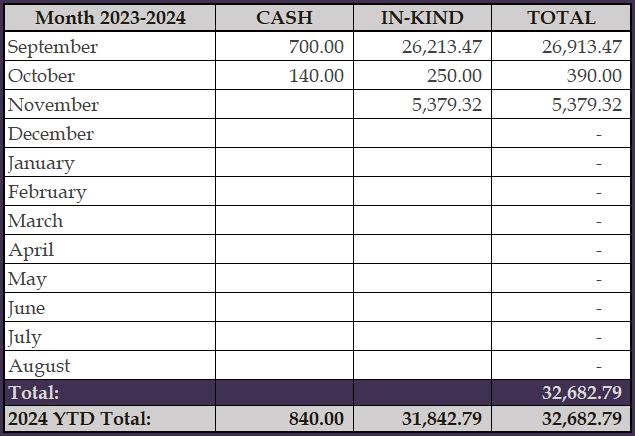 Month 2023-2024 CASH IN-KIND TOTAL
September 700.00 26,213.47 26,913.47
October 140.00 250.00 390.00
November 5,379.32 5,379.32
December -
January -
February -
March -
April -
May -
June -
July -
August -
Total: 32,682.79
2024 YTD Total: 840.00 31,842.79 32,682.79